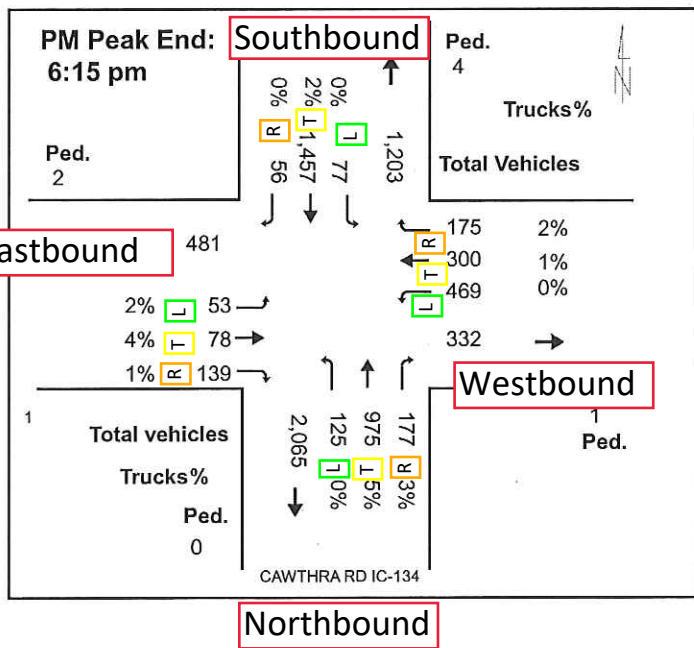 PM Peak End:
6:15 pm
Southbound
Ped.
4
N
Trucks%
Total Vehicles
Ped.
2
0% 2% 0%
R T L
56 1,457 77 1,203
astbound
481
R 175 2%
T 300 1%
L 469 0%
332
2% L 53
4% T 78
1% R 139
Westbound
1
Ped.
1
Total vehicles
Trucks%
Ped.
0
2,065 125 975 177
L T R
0% 5% 3%
CAWTHRA RD IC-134
Northbound